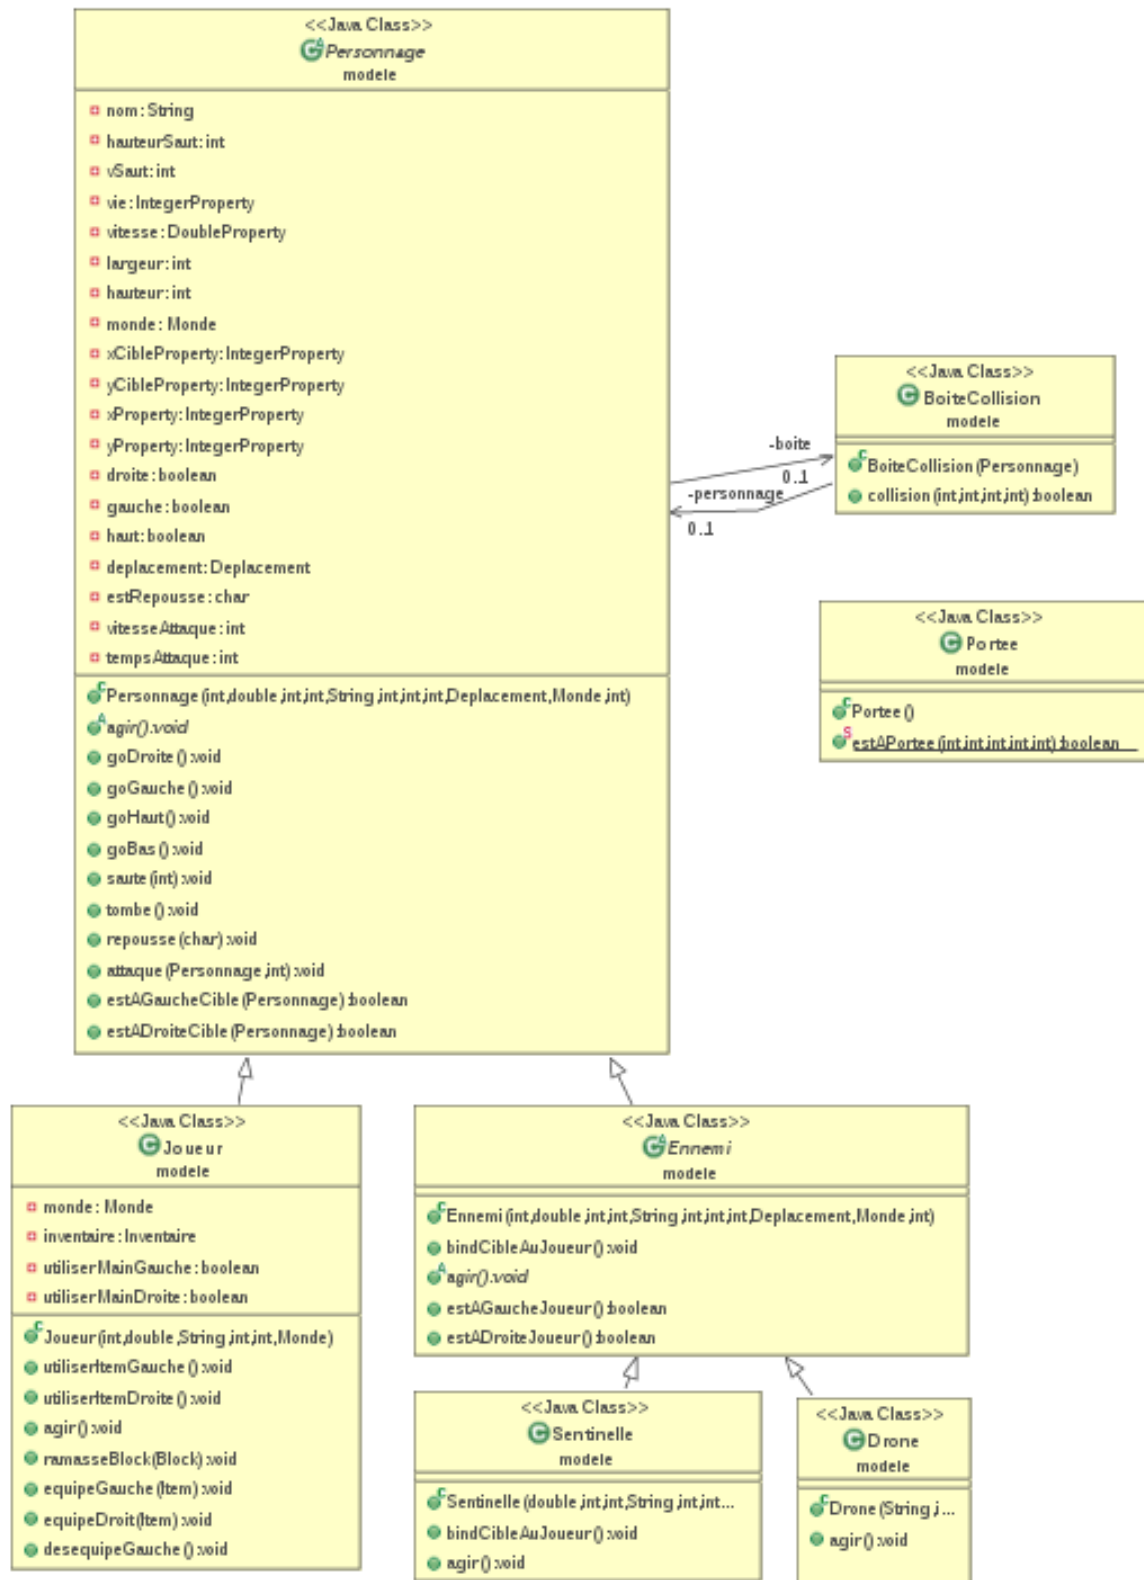 <<Java Class>>
Personnage
modele
nom:String
hauteurSaut:int
vSaut:int
vie:IntegerProperty
vitesse:DoubleProperty
largeur:int
hauteur:int
monde:Monde
xCibleProperty:IntegerProperty
yCibleProperty:IntegerProperty
xProperty:IntegerProperty
yProperty:IntegerProperty
droite:boolean
gauche:boolean
haut:boolean
deplacement:Deplacement
estRepousse:char
vitesseAttaque:int
tempsAttaque:int
Personnage(int,double,int,int,String,int,int,int,Deplacement,Monde,int)
agir():void
goDroite():void
goGauche():void
goHaut():void
goBas():void
saute(int):void
tombe():void
repousse(char):void
attaque(Personnage,int):void
estAGaucheCible(Personnage):boolean
estADroiteCible(Personnage):boolean
-boite
0..1
-personnage
0..1
<<Java Class>>
BoiteCollision
modele
BoiteCollision(Personnage)
collision(int,int,int,int):boolean
<<Java Class>>
Portee
modele
Portee()
estAPortee(int,int,int,int,int):boolean
<<Java Class>>
Joueur
modele
monde:Monde
inventaire:Inventaire
utiliserMainGauche:boolean
utiliserMainDroite:boolean
Joueur(int,double,String,int,int,Monde)
utiliserItemGauche():void
utiliserItemDroite():void
agir():void
ramasseBlock(Block):void
equipeGauche(Item):void
equipeDroit(Item):void
desequipeGauche():void
<<Java Class>>
Ennemi
modele
Ennemi(int,double,int,int,String,int,int,int,Deplacement,Monde,int)
bindCibleAuJoueur():void
agir():void
estAGaucheJoueur():boolean
estADroiteJoueur():boolean
<<Java Class>>
Sentinelle
modele
Sentinelle(double,int,int,String,int,int...
bindCibleAuJoueur():void
agir():void
<<Java Class>>
Drone
modele
Drone(String,i...
agir():void